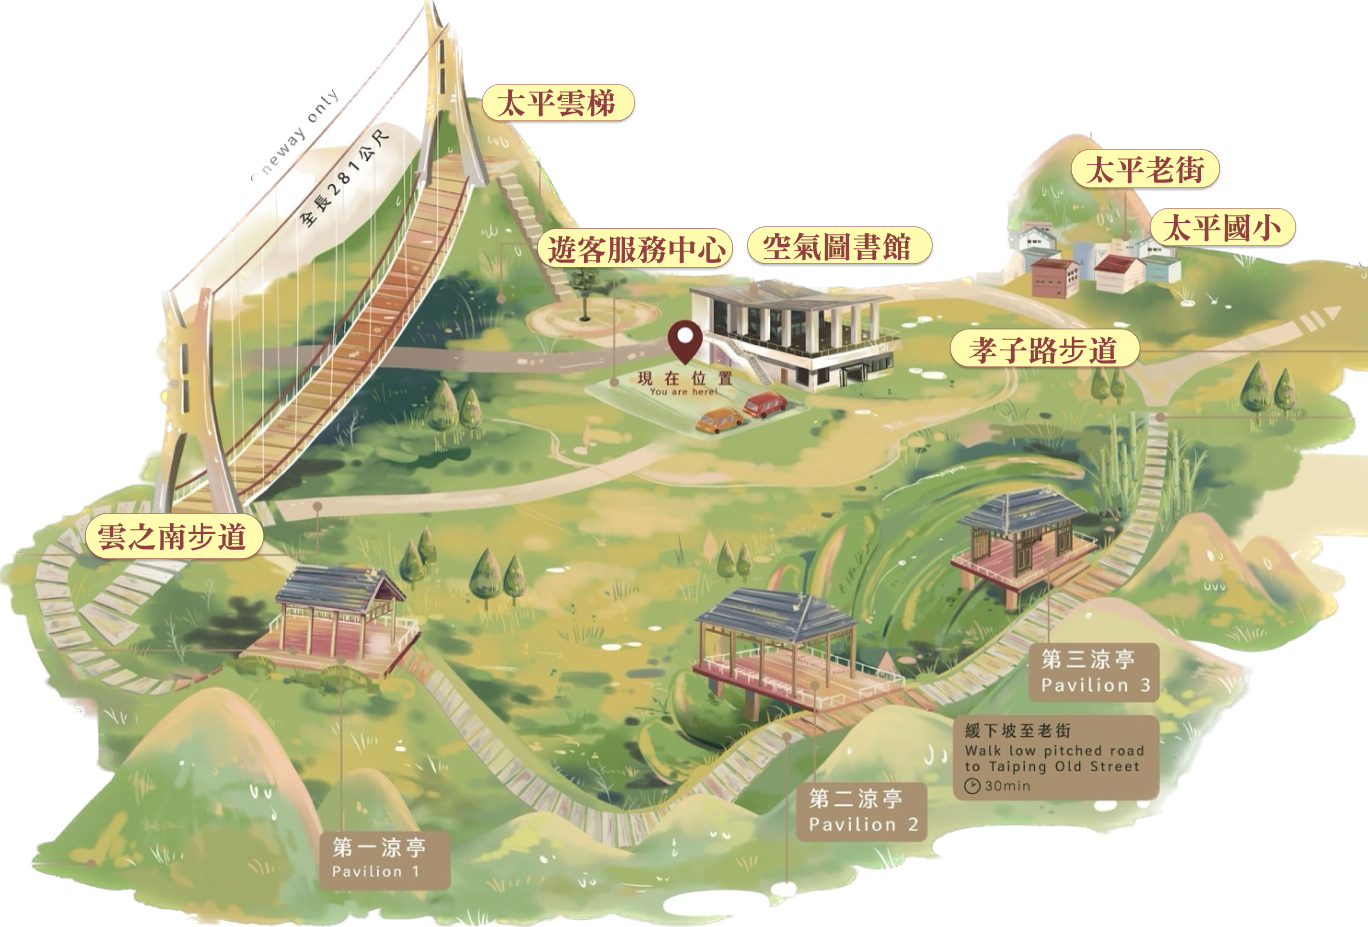 太平雲梯
Oneway only
全長281公尺
太平老街
太平國小
遊客服務中心
空氣圖書館
孝子路步道
現在位置
You are here!
雲之南步道
第三涼亭
Pavilion 3
緩下坡至老街
Walk low pitched road
to Taiping Old Street
30min
第二涼亭
Pavilion 2
第一涼亭
Pavilion 1